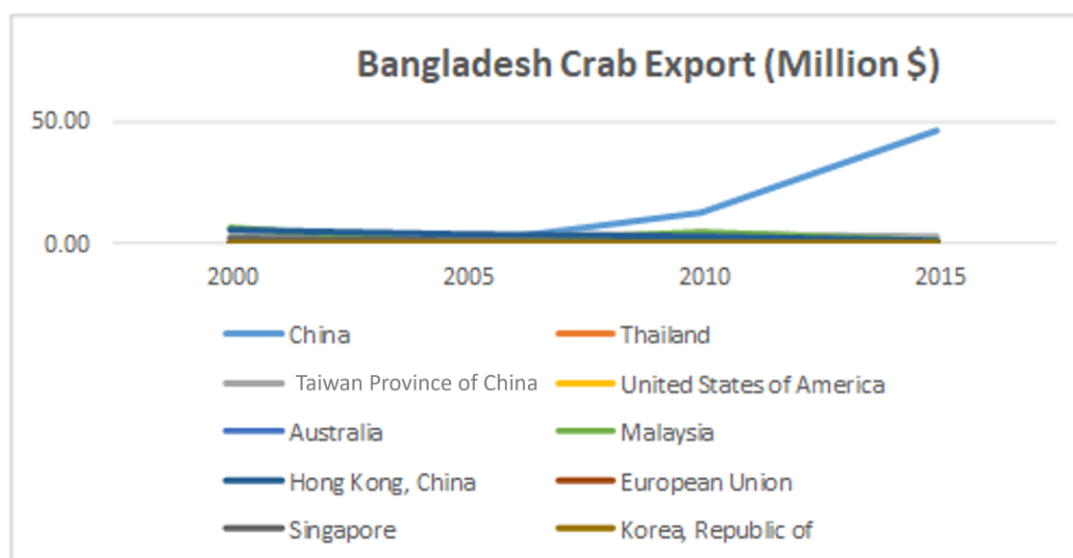 Bangladesh Crab Export (Million $)
50.00
0.00
2000 2005 2010 2015
China Thailand
Taiwan Province of China United States of America
Australia Malaysia
Hong Kong, China European Union
Singapore Korea, Republic of